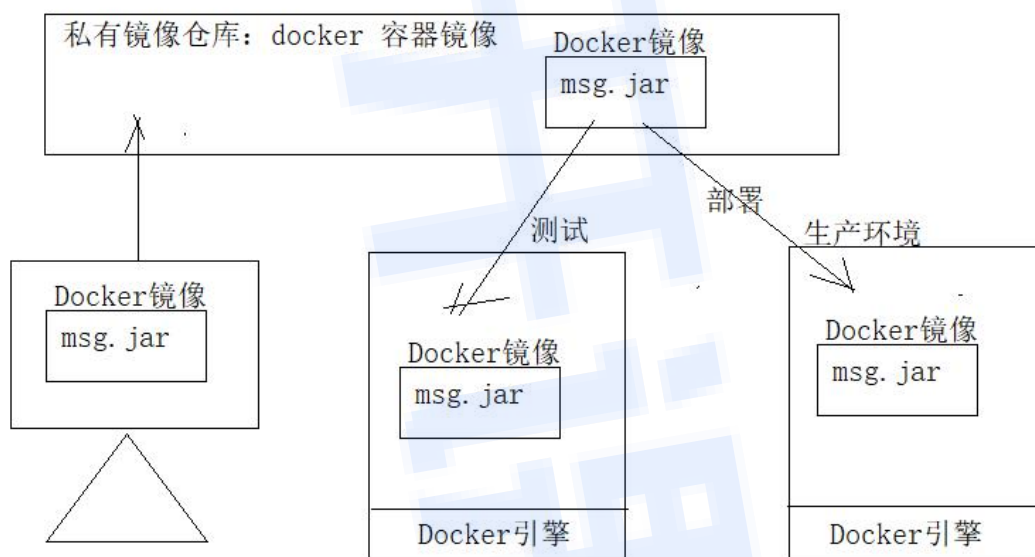 私有镜像仓库：docker 容器镜像
Docker镜像
msg.jar
测试
部署
生产环境
Docker镜像
msg.jar
Docker镜像
msg.jar
Docker镜像
msg.jar
Docker引擎
Docker引擎